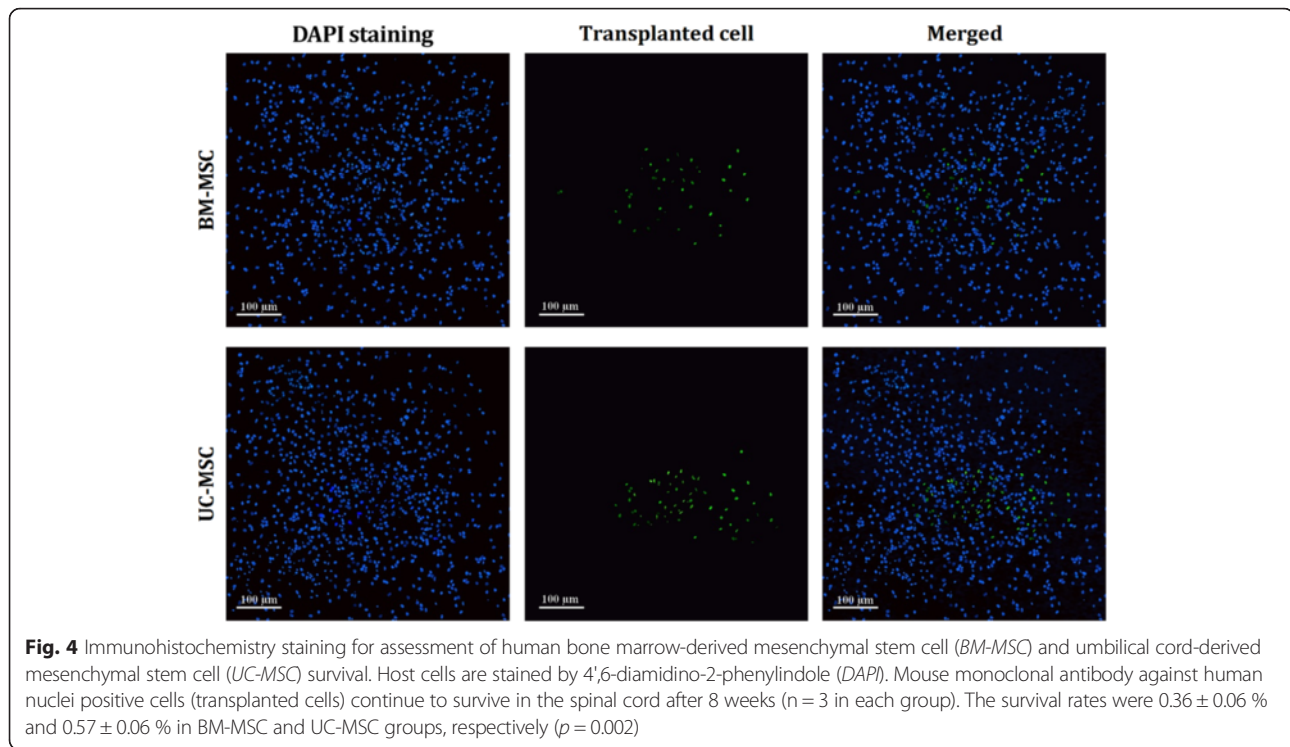 DAPI staining Transplanted cell Merged
BM-MSC
100 µm 100 µm 100 µm
UC-MSC
100 µm 100 µm 100 µm
Fig. 4 Immunohistochemistry staining for assessment of human bone marrow-derived mesenchymal stem cell (BM-MSC) and umbilical cord-derived
mesenchymal stem cell (UC-MSC) survival. Host cells are stained by 4',6-diamidino-2-phenylindole (DAPI). Mouse monoclonal antibody against human
nuclei positive cells (transplanted cells) continue to survive in the spinal cord after 8 weeks (n = 3 in each group). The survival rates were 0.36 ± 0.06 %
and 0.57 ± 0.06 % in BM-MSC and UC-MSC groups, respectively (p = 0.002)